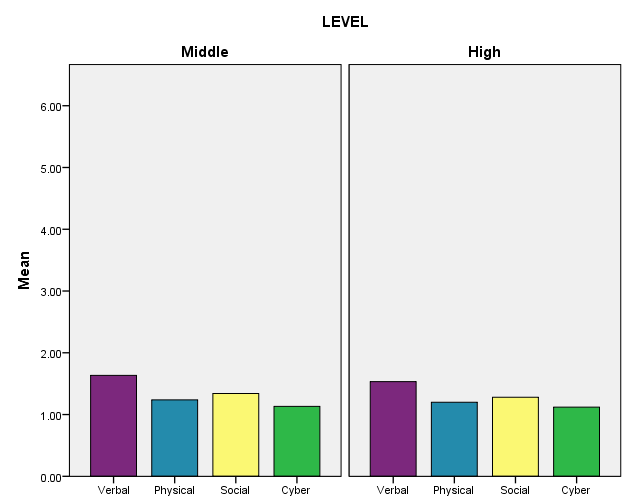 LEVEL
Middle High
6.00
5.00
4.00
3.00
2.00
1.00
0.00
Mean
Verbal Physical Social Cyber Verbal Physical Social Cyber